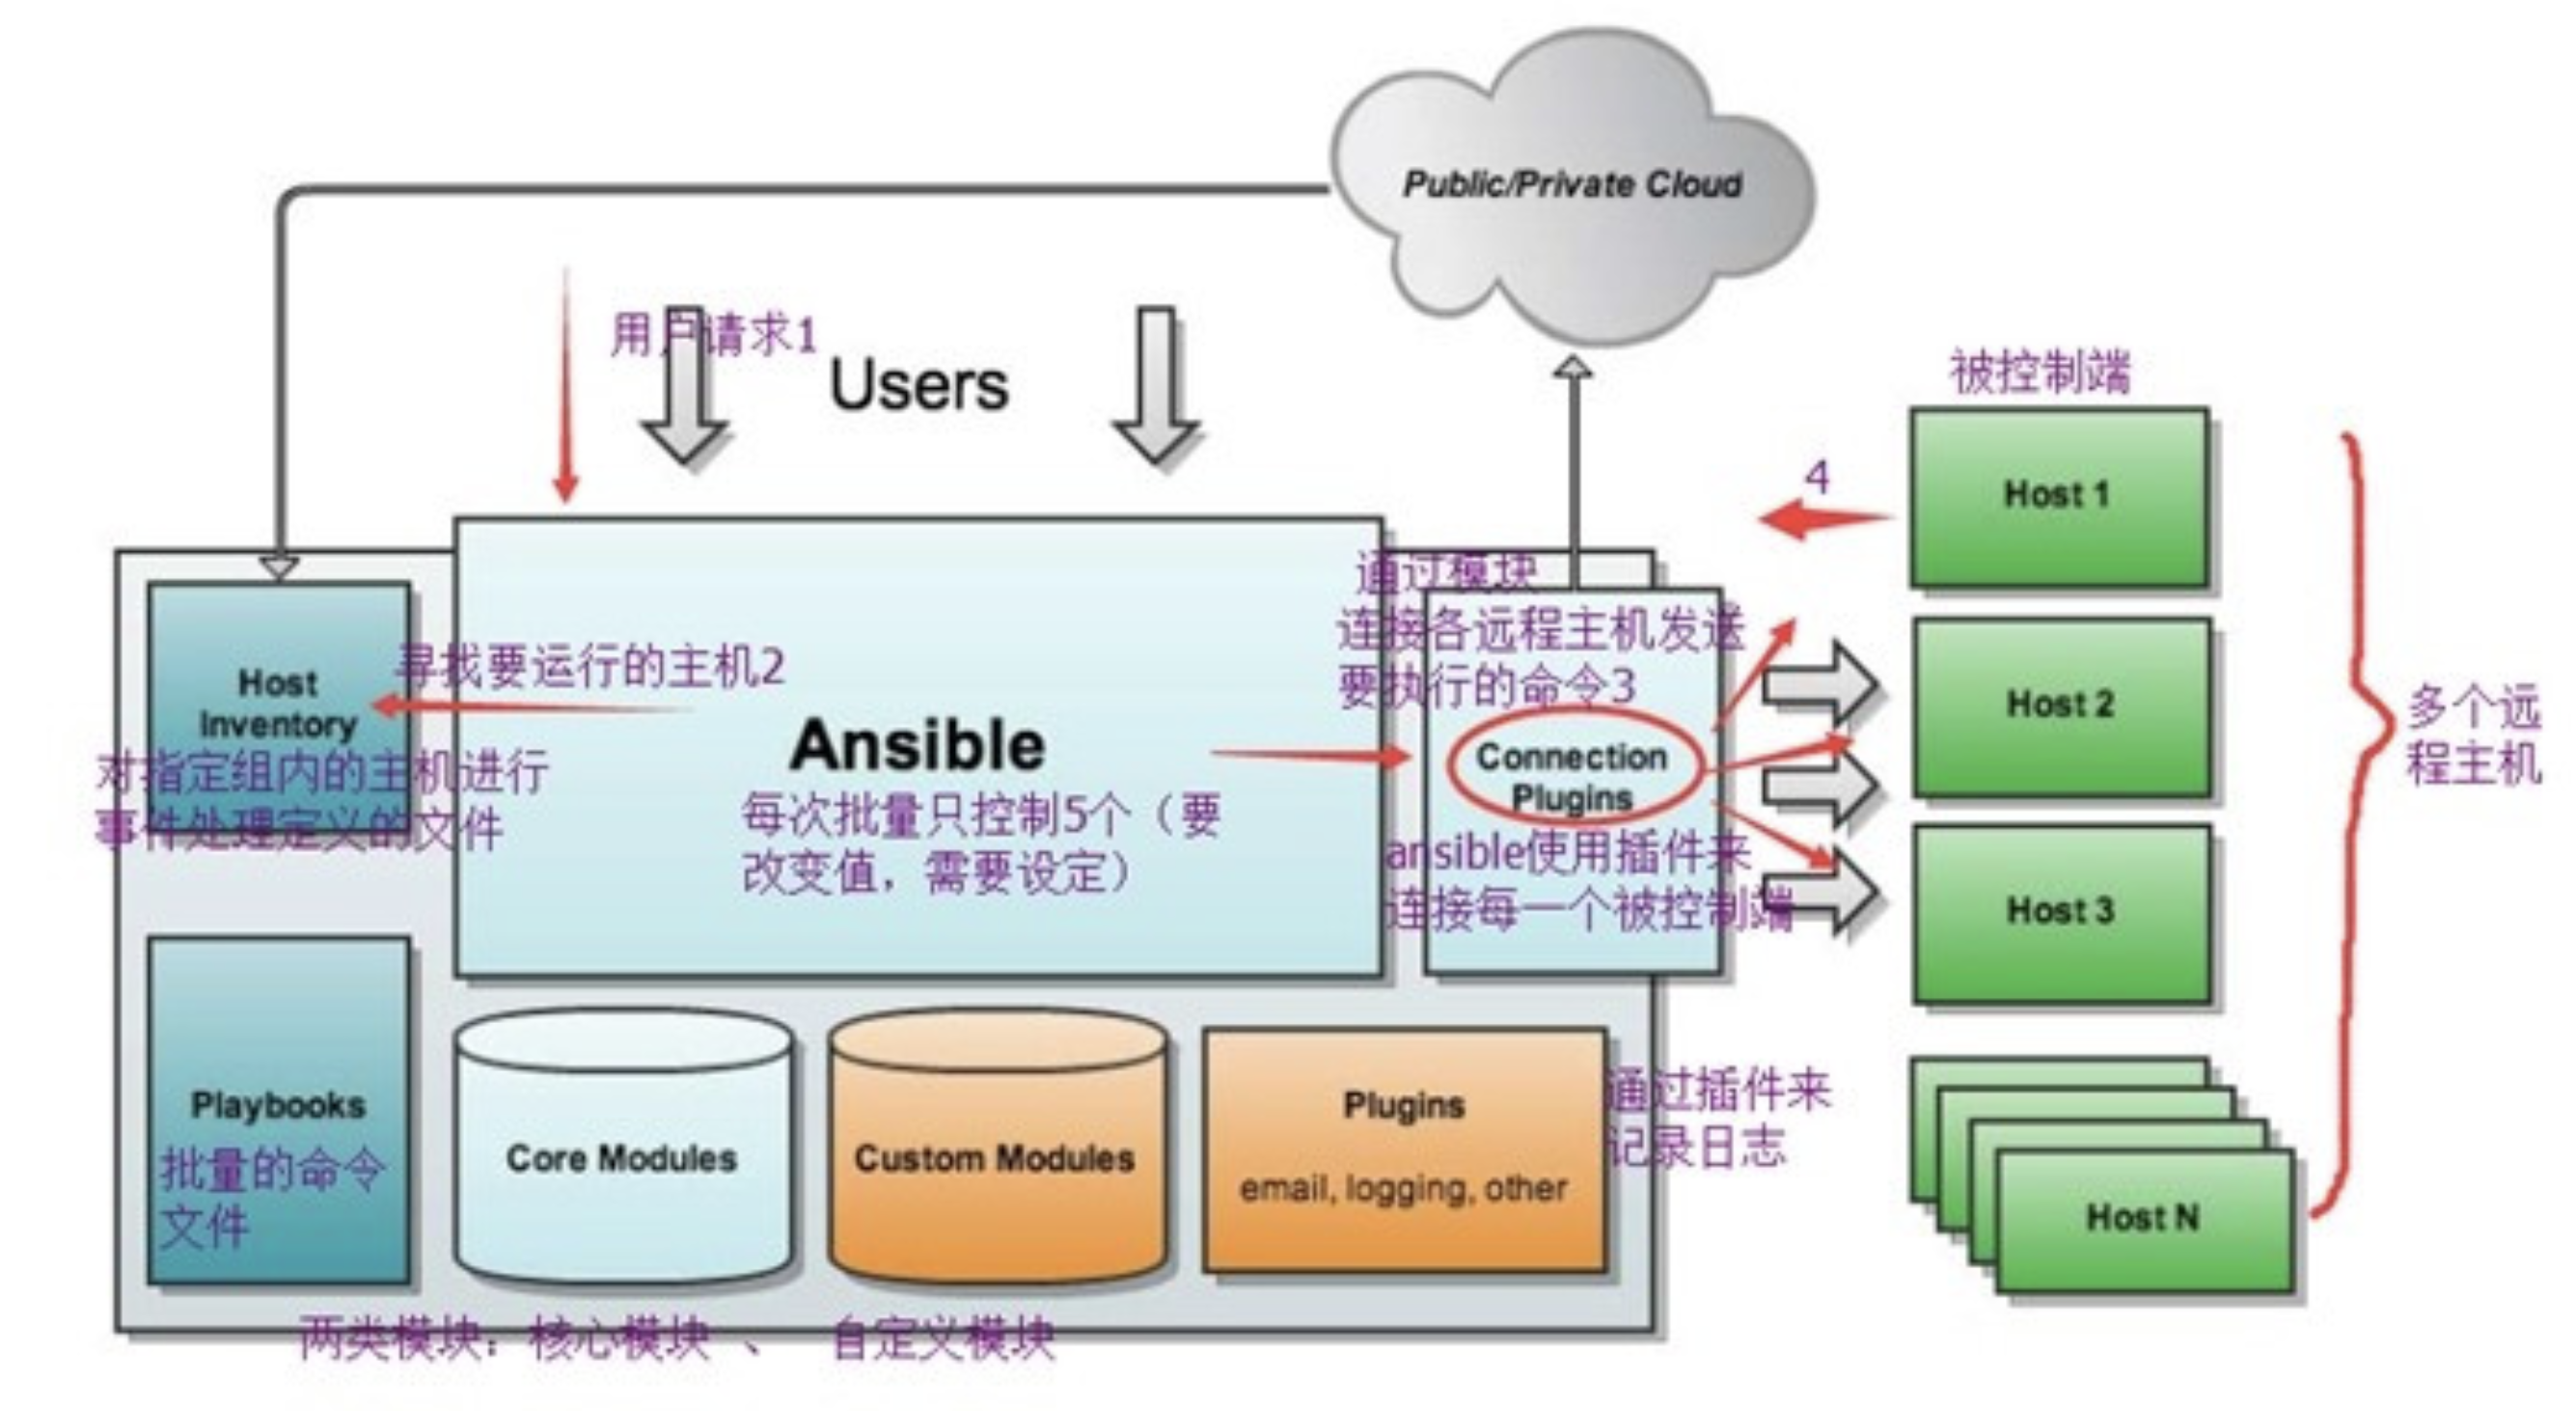 Public/Private Cloud
用户请求1
Users
被控制端
4
Host 1
通过模块
连接各远程主机发送
要执行的命令3
寻找要运行的主机2
Host
Inventory
对指定组内的主机进行
事件处理定义的文件
Ansible
每次批量只控制5个（要
改变值，需要设定）
Connection
Plugins
ansible使用插件来
连接每一个被控制端
Host 2
多个远
程主机
Host 3
Playbooks
批量的命令
文件
Core Modules
Custom Modules
Plugins
email, logging, other
通过插件来
记录日志
Host N
两类模块：核心模块 、 自定义模块